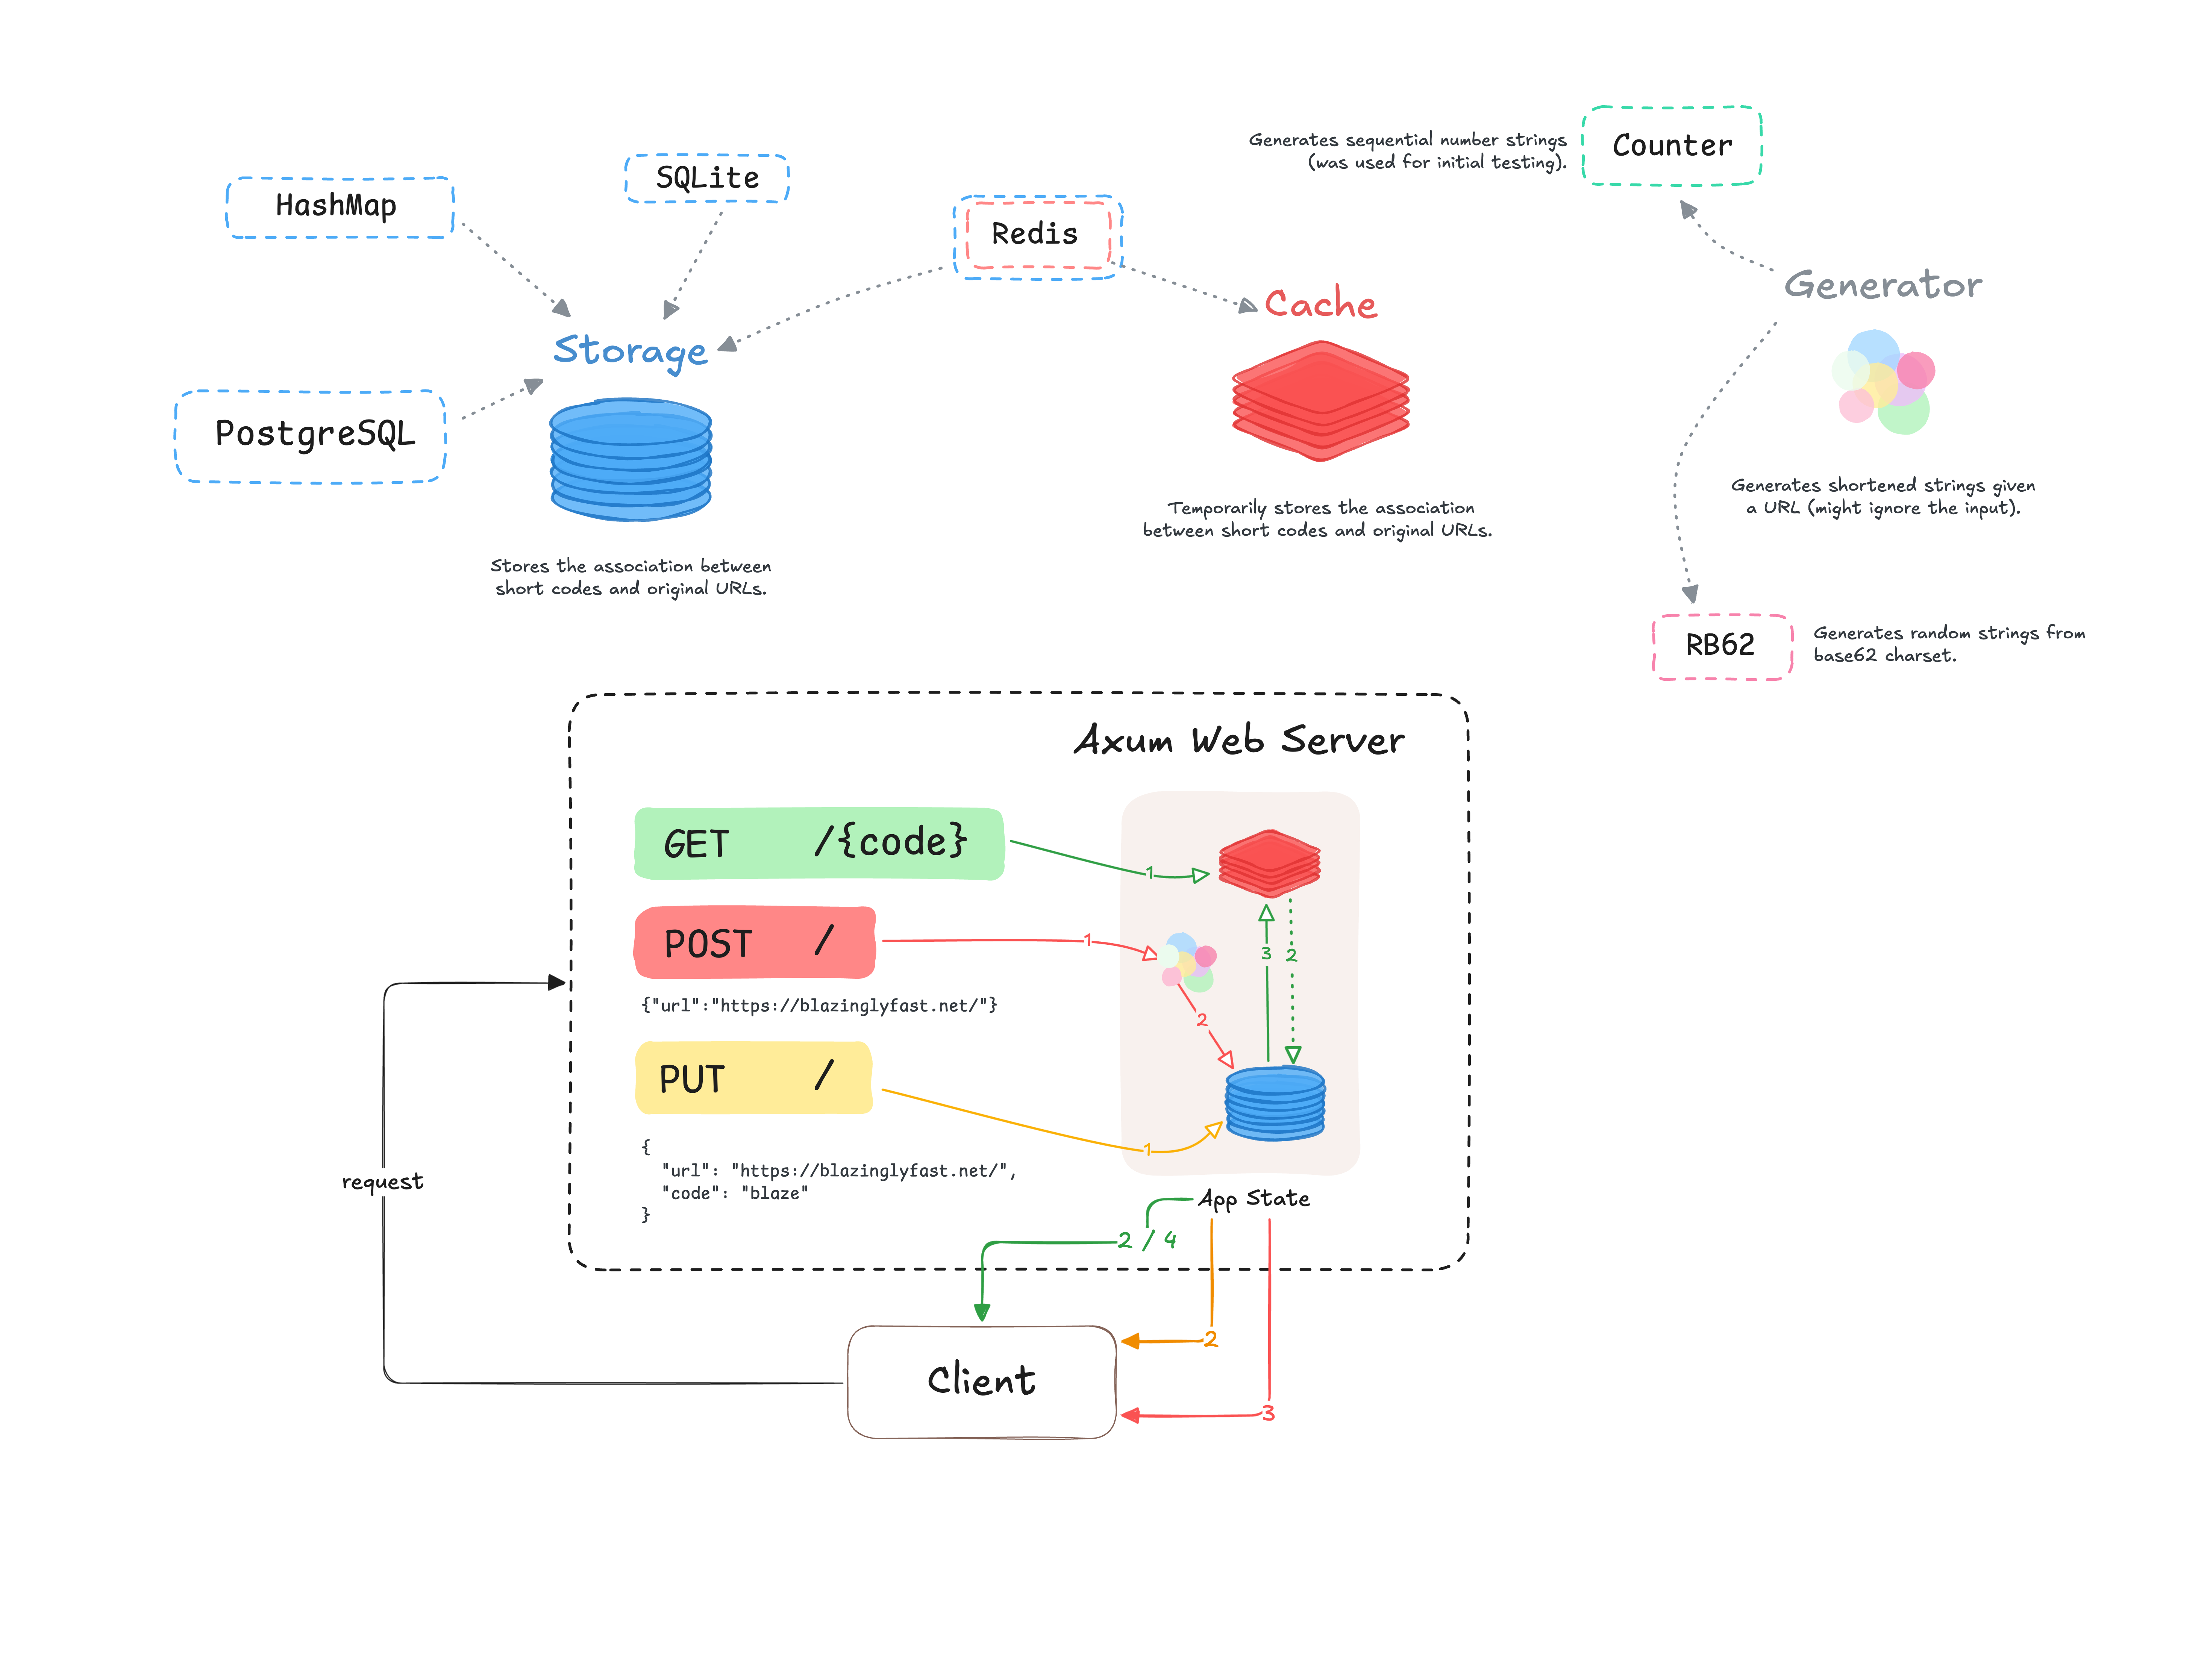 Generates sequential number strings
(was used for initial testing).
Counter
SQLite
HashMap
Redis
Generator
Cache
Storage
PostgreSQL
Generates shortened strings given
a URL (might ignore the input).
Temporarily stores the association
between short codes and original URLs.
Stores the association between
short codes and original URLs.
RB62
Generates random strings from
base62 charset.
Axum Web Server
GET /{code}
1
POST /
1
3
2
{"url":"https://blazinglyfast.net/"}
2
PUT /
1
{
"url": "https://blazinglyfast.net/",
"code": "blaze"
}
request
App State
2 / 4
2
Client
3